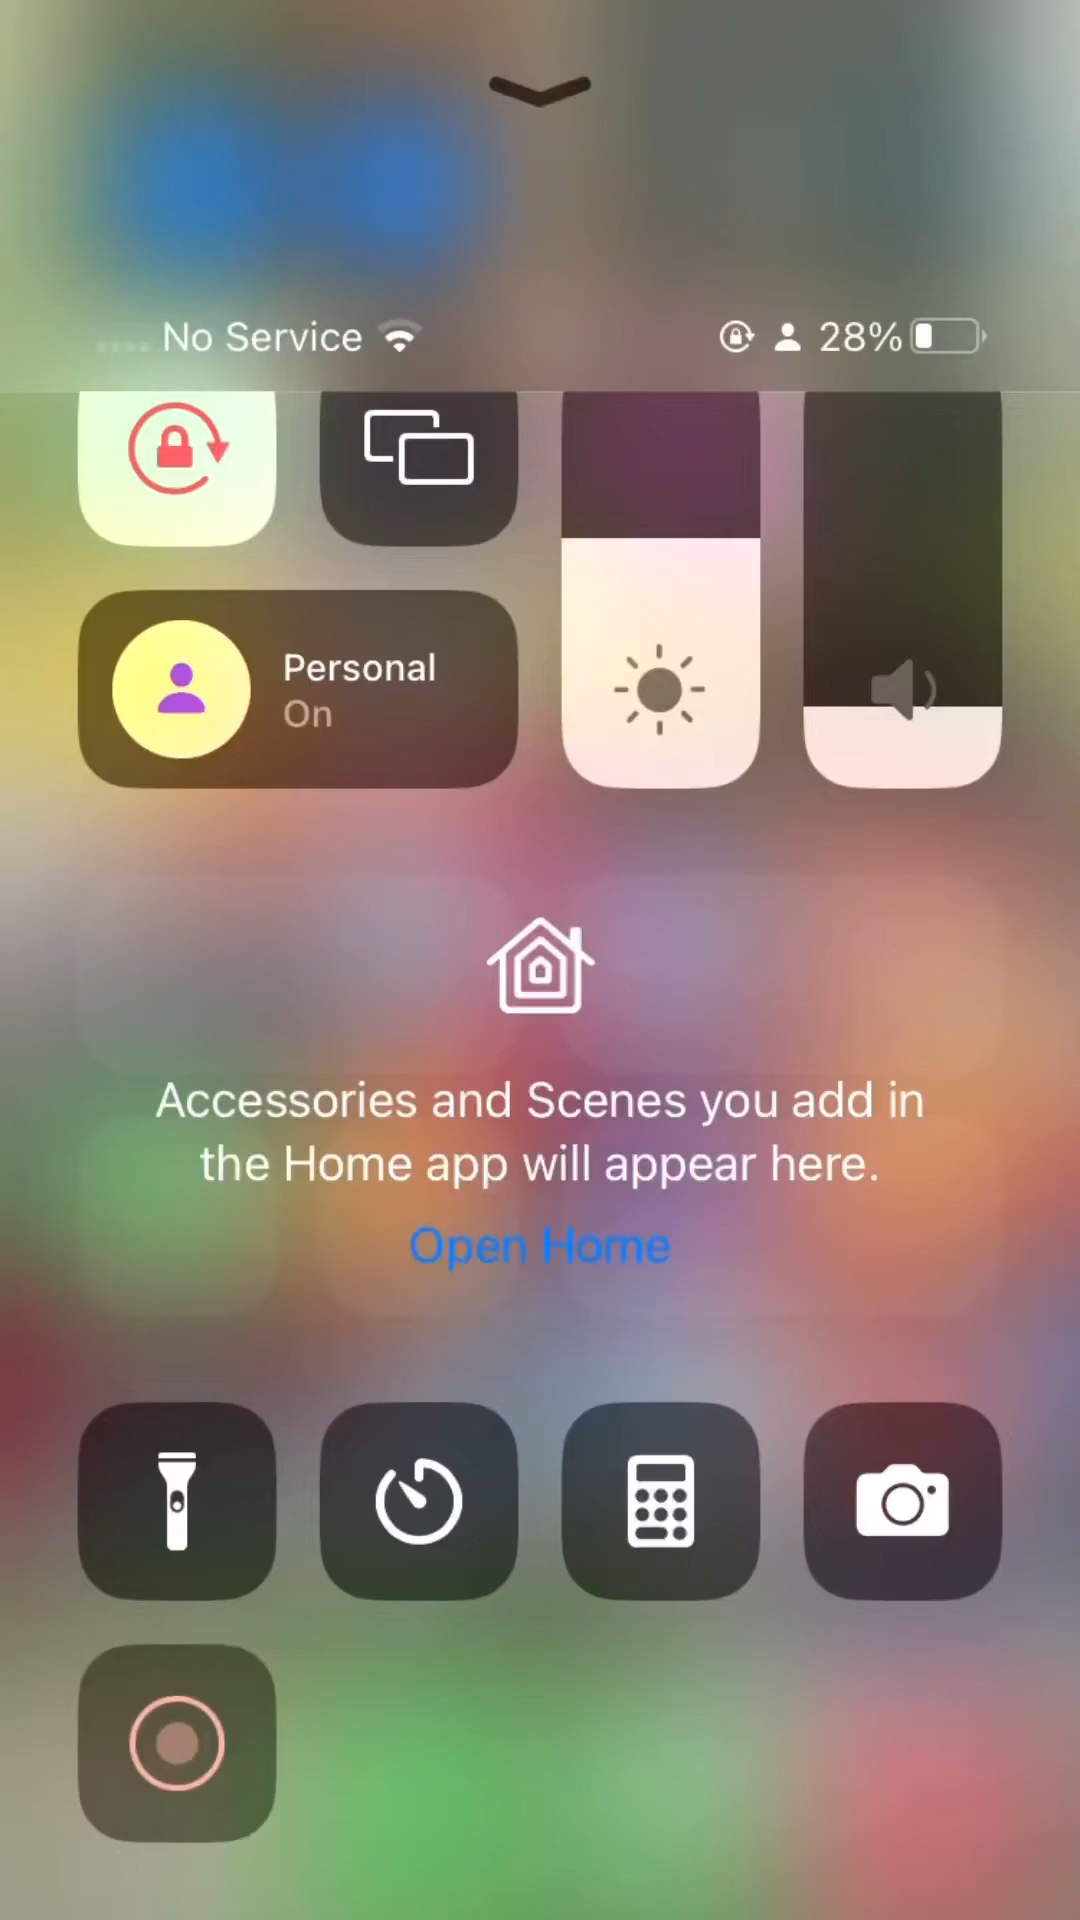 No Service
28%
Personal
On
Accessories and Scenes you add in
the Home app will appear here.
Open Home